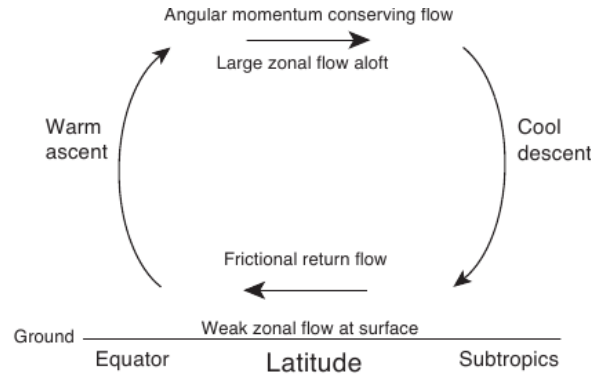 Angular momentum conserving flow
Large zonal flow aloft
Warm
ascent
Cool
descent
Frictional return flow
Weak zonal flow at surface
Ground
Equator
Latitude
Subtropics